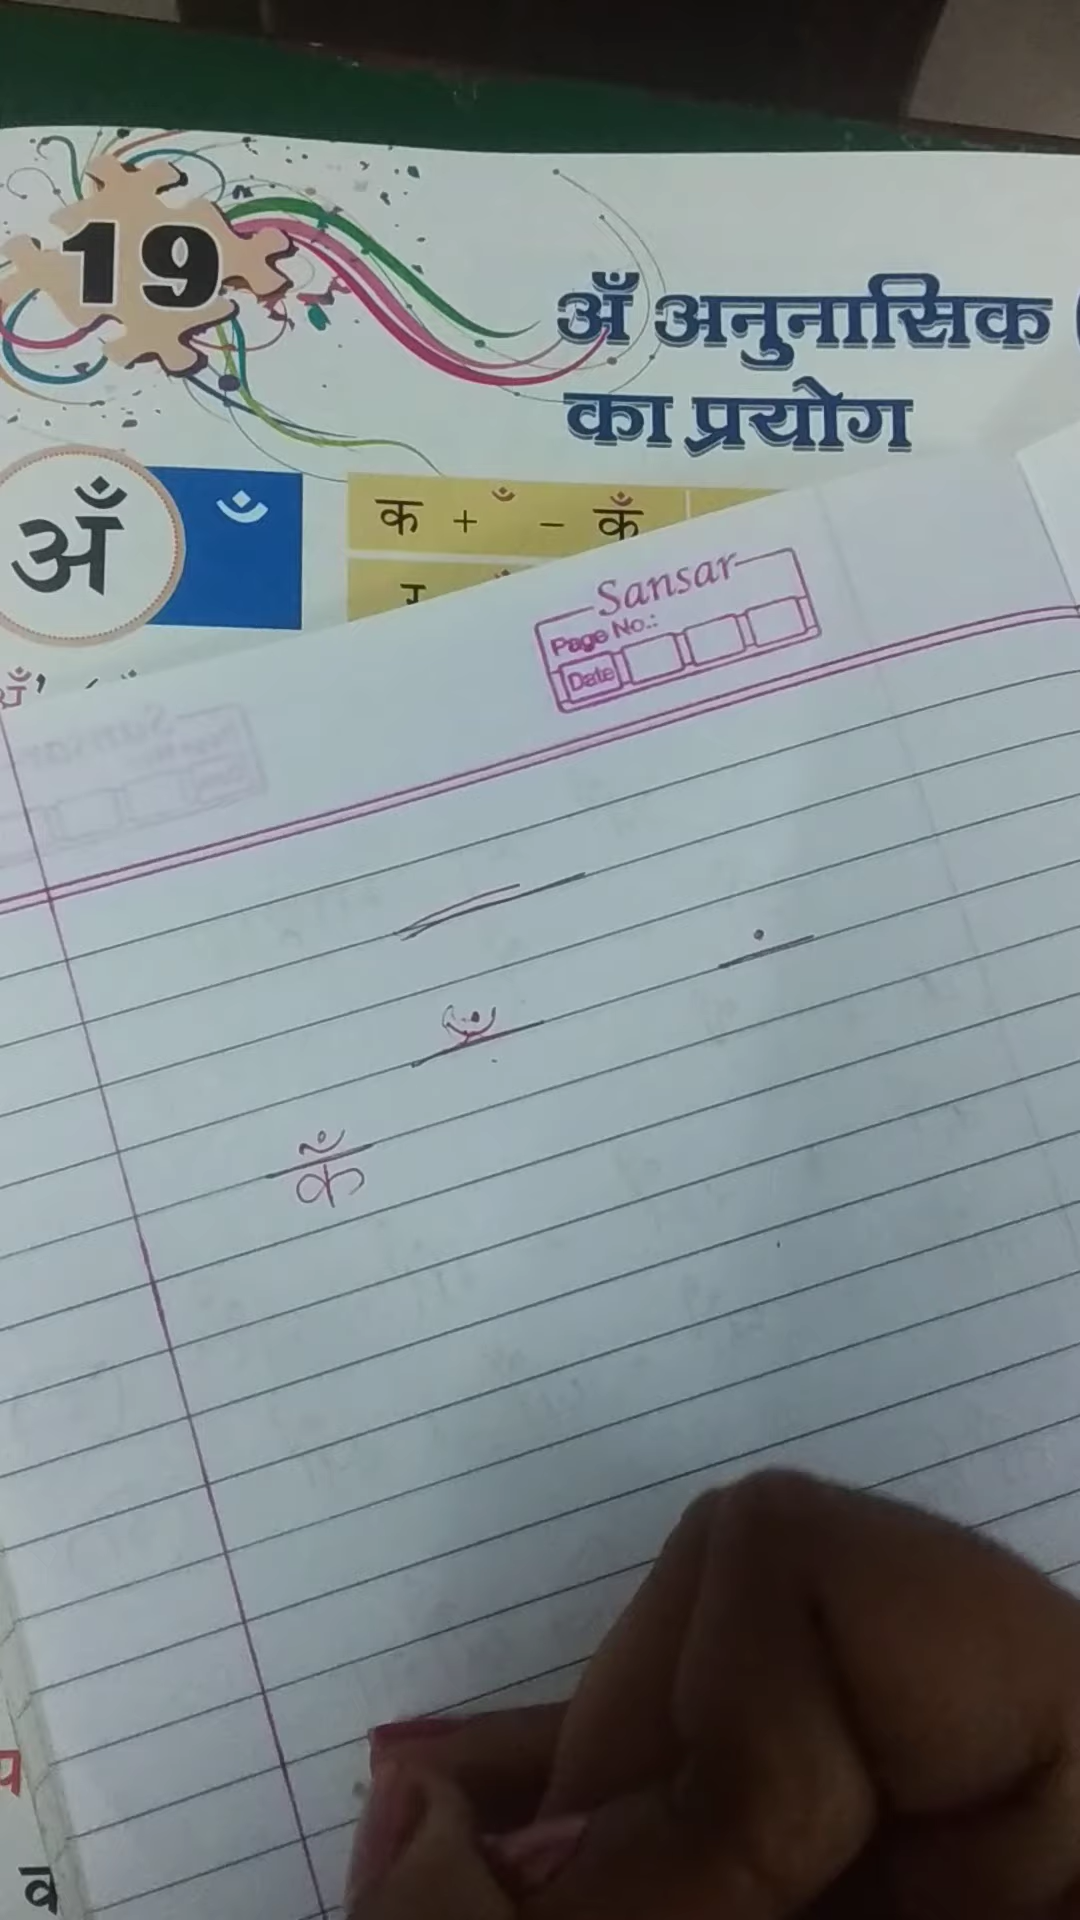 19
अँ अनुनासिक
का प्रयोग
अँ ँ क + ँ - कँ
Sansar
Page No.:
Date
कँ
प
व